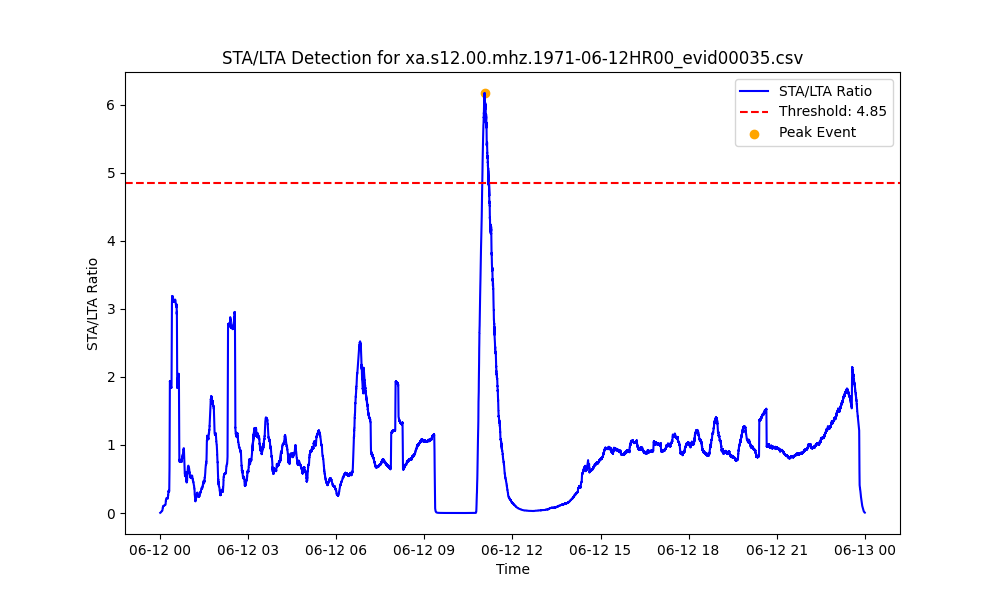 STA/LTA Detection for xa.s12.00.mhz.1971-06-12HR00_evid00035.csv
STA/LTA Ratio
Threshold: 4.85
Peak Event
6
5
4
3
2
1
0
STA/LTA Ratio
06-12 00 06-12 03 06-12 06 06-12 09 06-12 12 06-12 15 06-12 18 06-12 21 06-13 00
Time